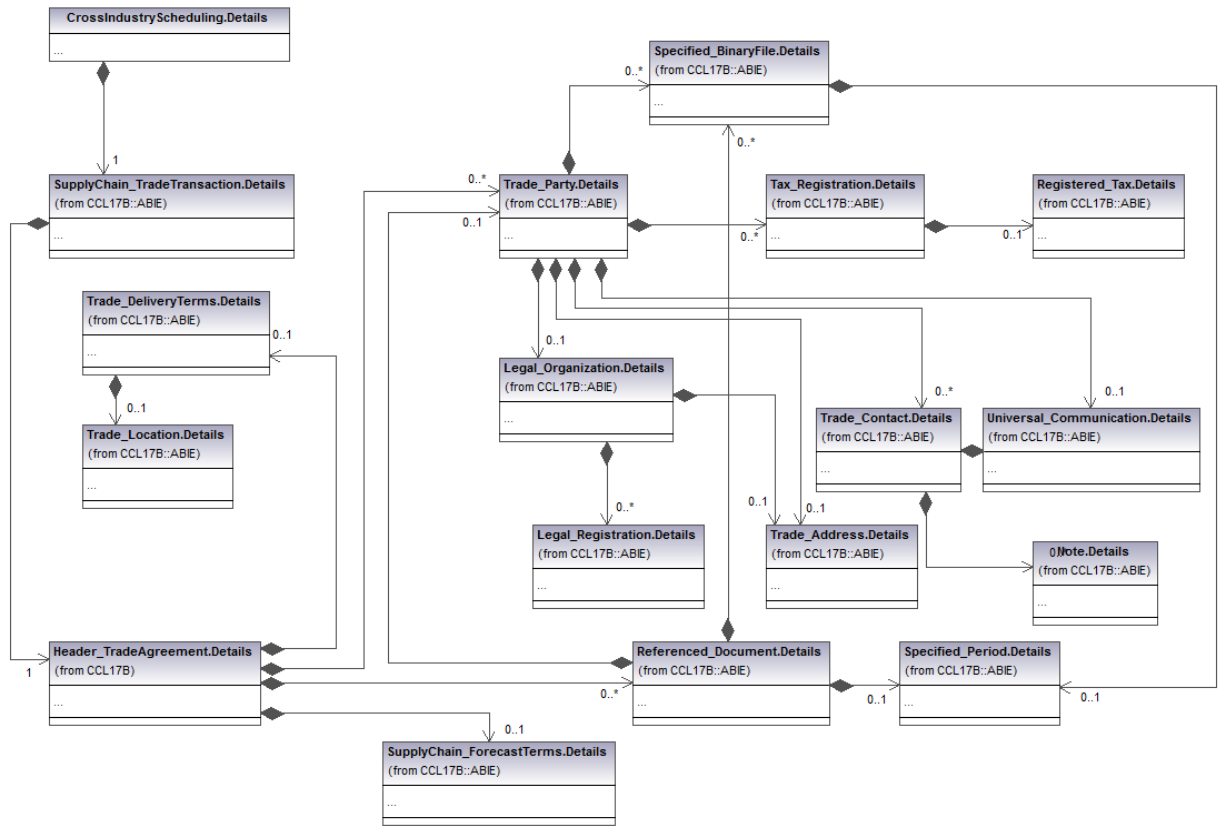 CrossIndustryScheduling.Details
...
1
SupplyChain_TradeTransaction.Details
(from CCL17B::ABIE)
...
Specified_BinaryFile.Details
(from CCL17B::ABIE)
...
0..*
0..*
0..*
0..1
Trade_Party.Details
(from CCL17B::ABIE)
...
0..*
Tax_Registration.Details
(from CCL17B::ABIE)
...
0..1
Registered_Tax.Details
(from CCL17B::ABIE)
...
Trade_DeliveryTerms.Details
(from CCL17B::ABIE)
...
0..1
0..1
Trade_Location.Details
(from CCL17B::ABIE)
...
0..1
Legal_Organization.Details
(from CCL17B::ABIE)
...
0..*
0..1
Trade_Contact.Details
(from CCL17B::ABIE)
...
Universal_Communication.Details
(from CCL17B::ABIE)
...
0..*
0..1
0..1
Legal_Registration.Details
(from CCL17B::ABIE)
...
Trade_Address.Details
(from CCL17B::ABIE)
...
Note.Details
(from CCL17B::ABIE)
...
1
Header_TradeAgreement.Details
(from CCL17B)
...
0..*
Referenced_Document.Details
(from CCL17B::ABIE)
...
0..1
Specified_Period.Details
(from CCL17B::ABIE)
...
0..1
0..1
SupplyChain_ForecastTerms.Details
(from CCL17B::ABIE)
...